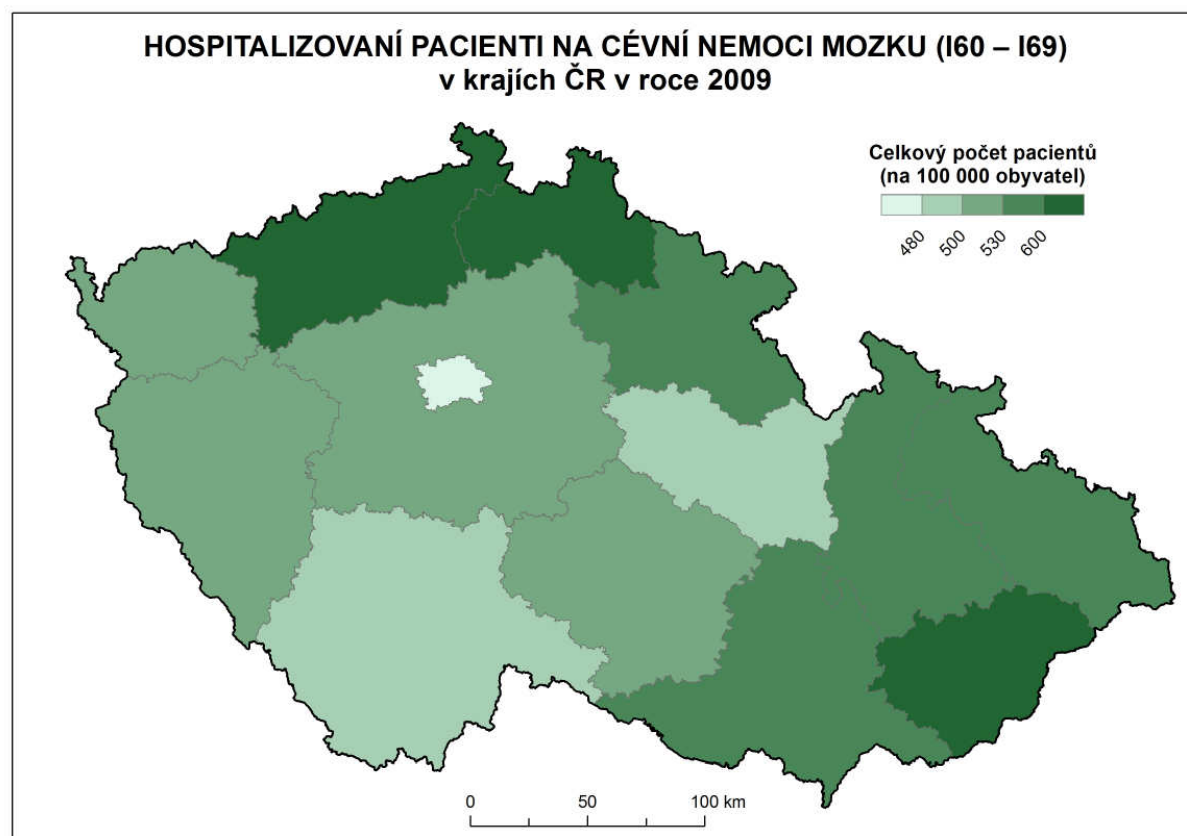 HOSPITALIZOVANÍ PACIENTI NA CÉVNÍ NEMOCI MOZKU (I60 – I69)
v krajích ČR v roce 2009
Celkový počet pacientů
(na 100 000 obyvatel)
480 500 530 600
0 50 100 km